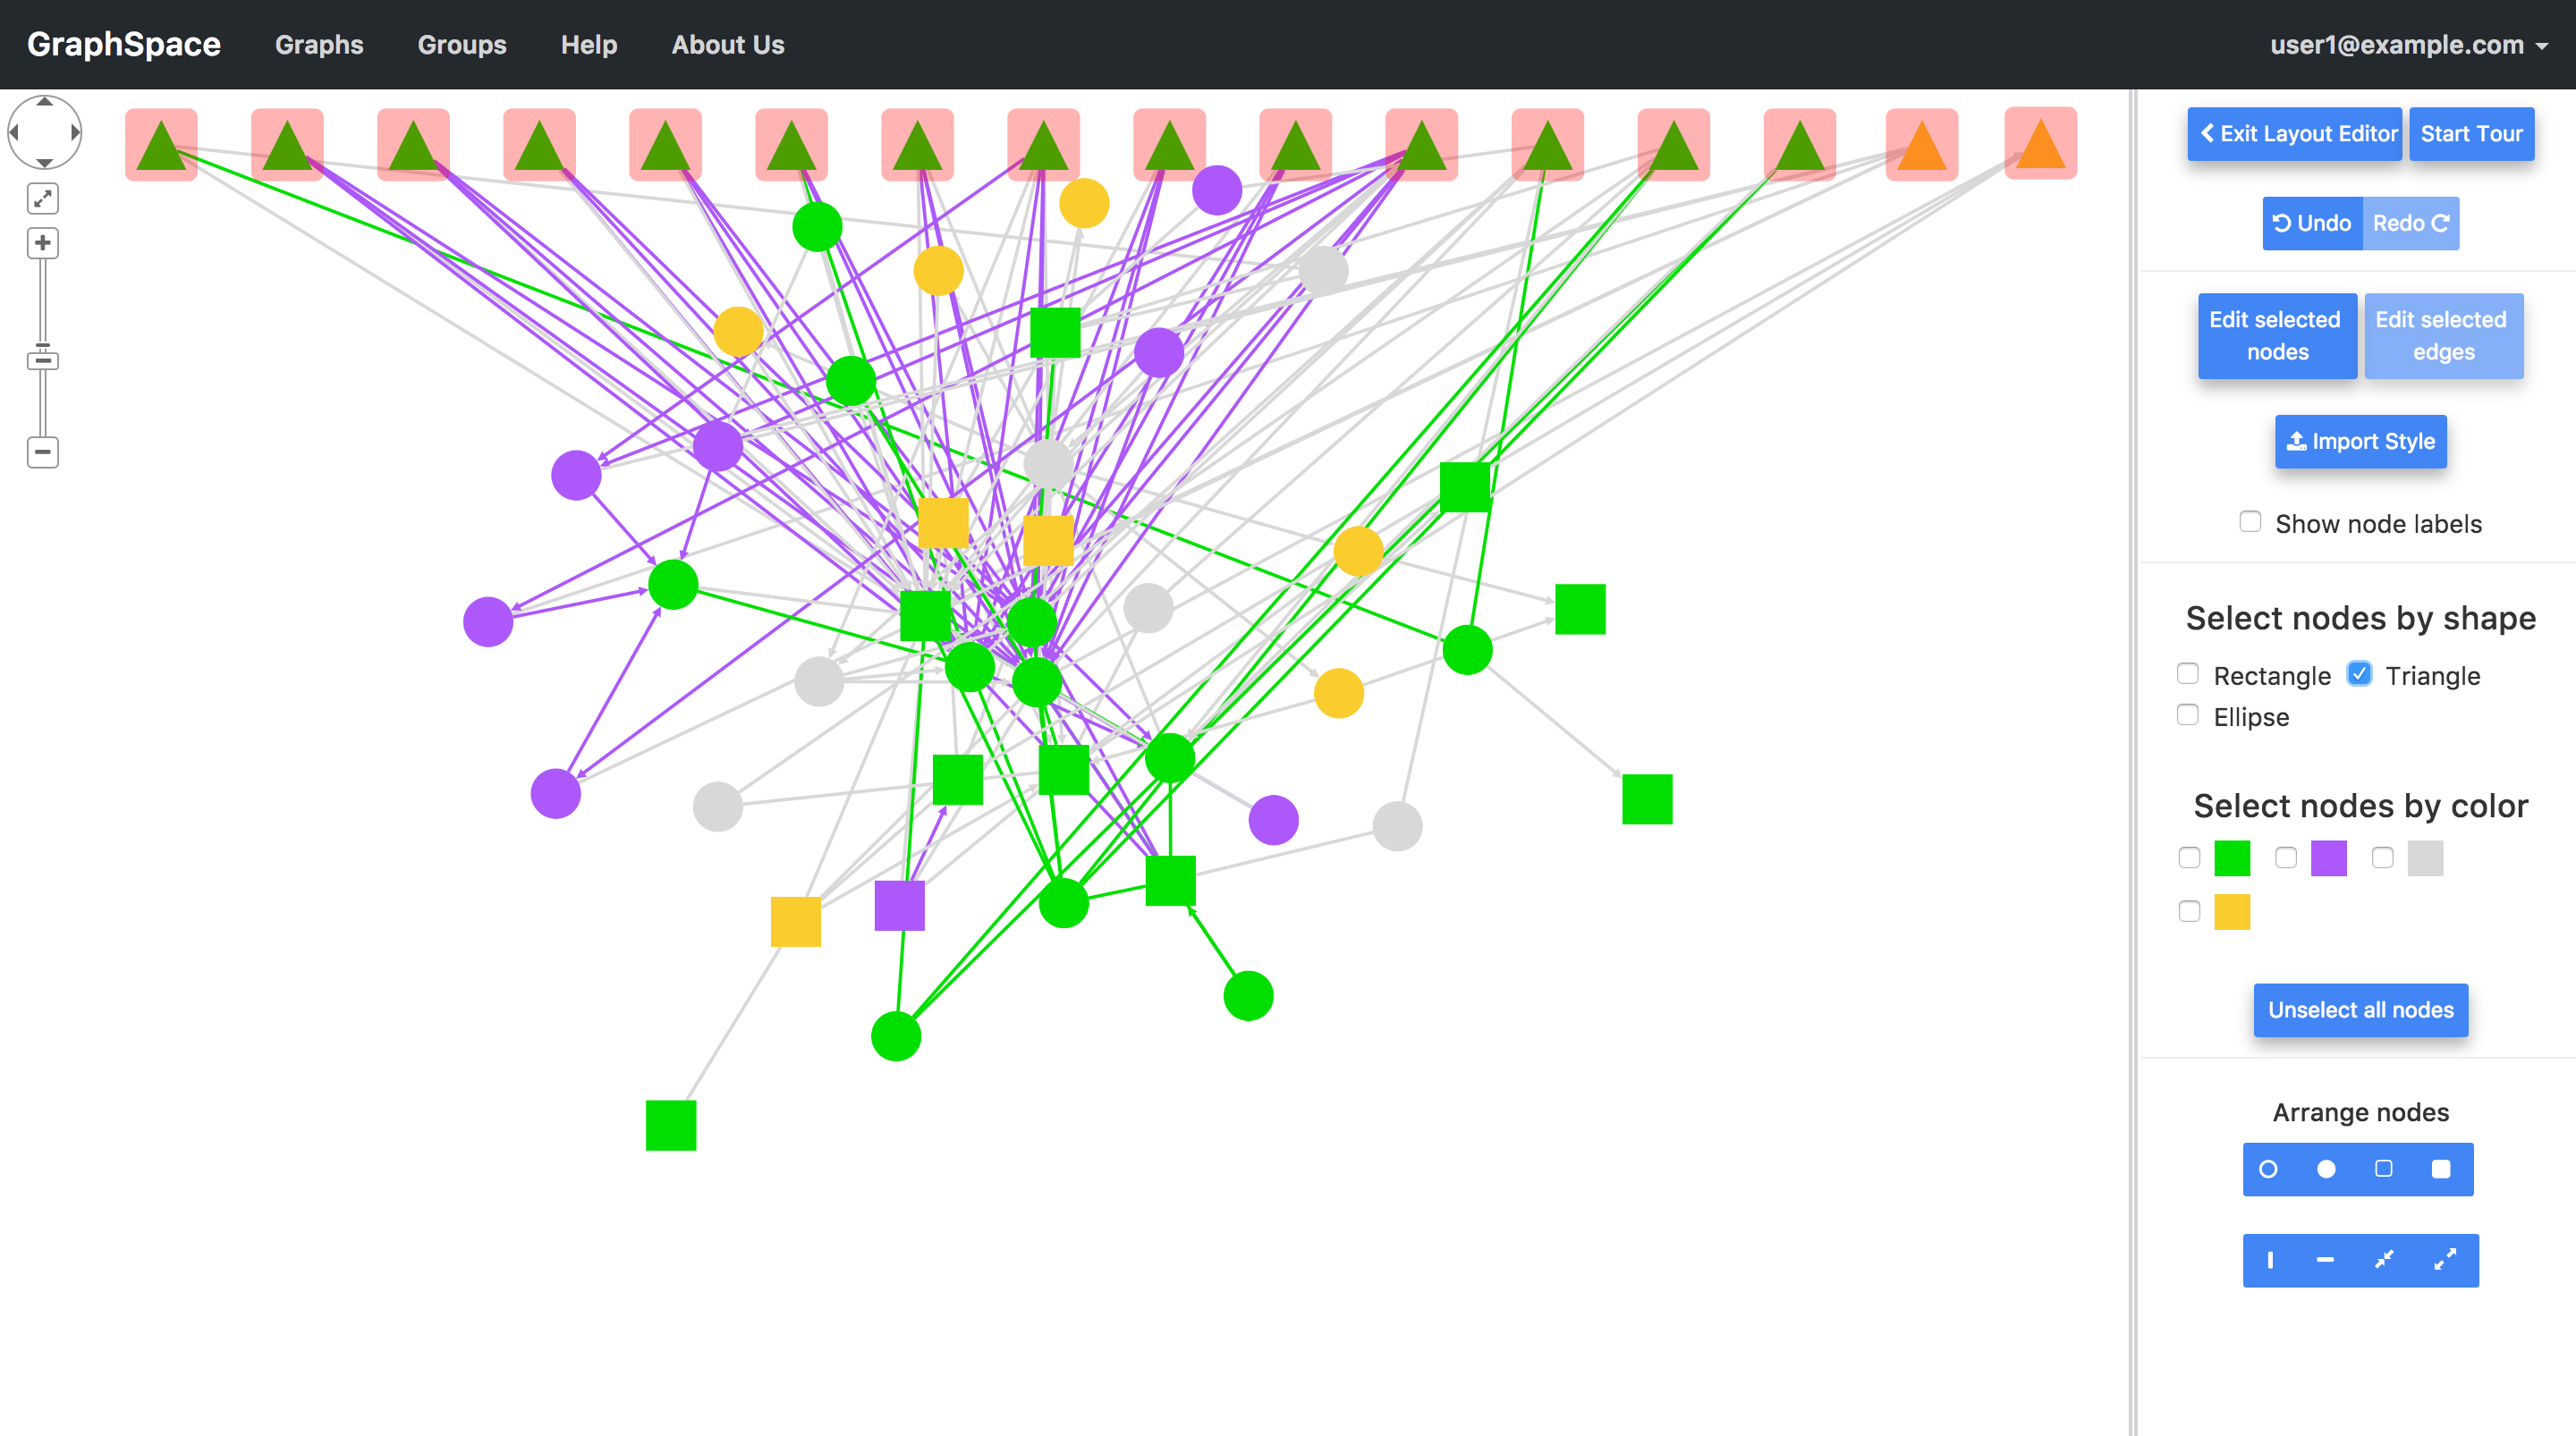 GraphSpace Graphs Groups Help About Us user1@example.com
Exit Layout Editor Start Tour
Undo Redo
Edit selected nodes Edit selected edges
Import Style
Show node labels
Select nodes by shape
Rectangle Triangle
Ellipse
Select nodes by color
Unselect all nodes
Arrange nodes